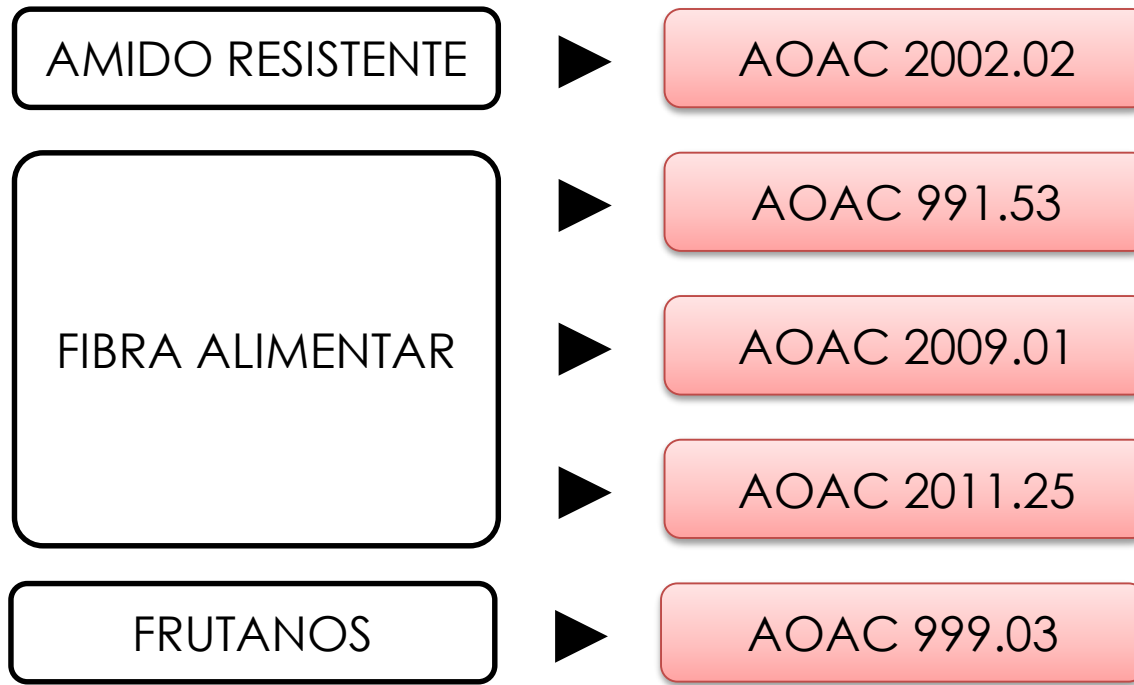 AMIDO RESISTENTE
AOAC 2002.02
FIBRA ALIMENTAR
AOAC 991.53
AOAC 2009.01
AOAC 2011.25
FRUTANOS
AOAC 999.03